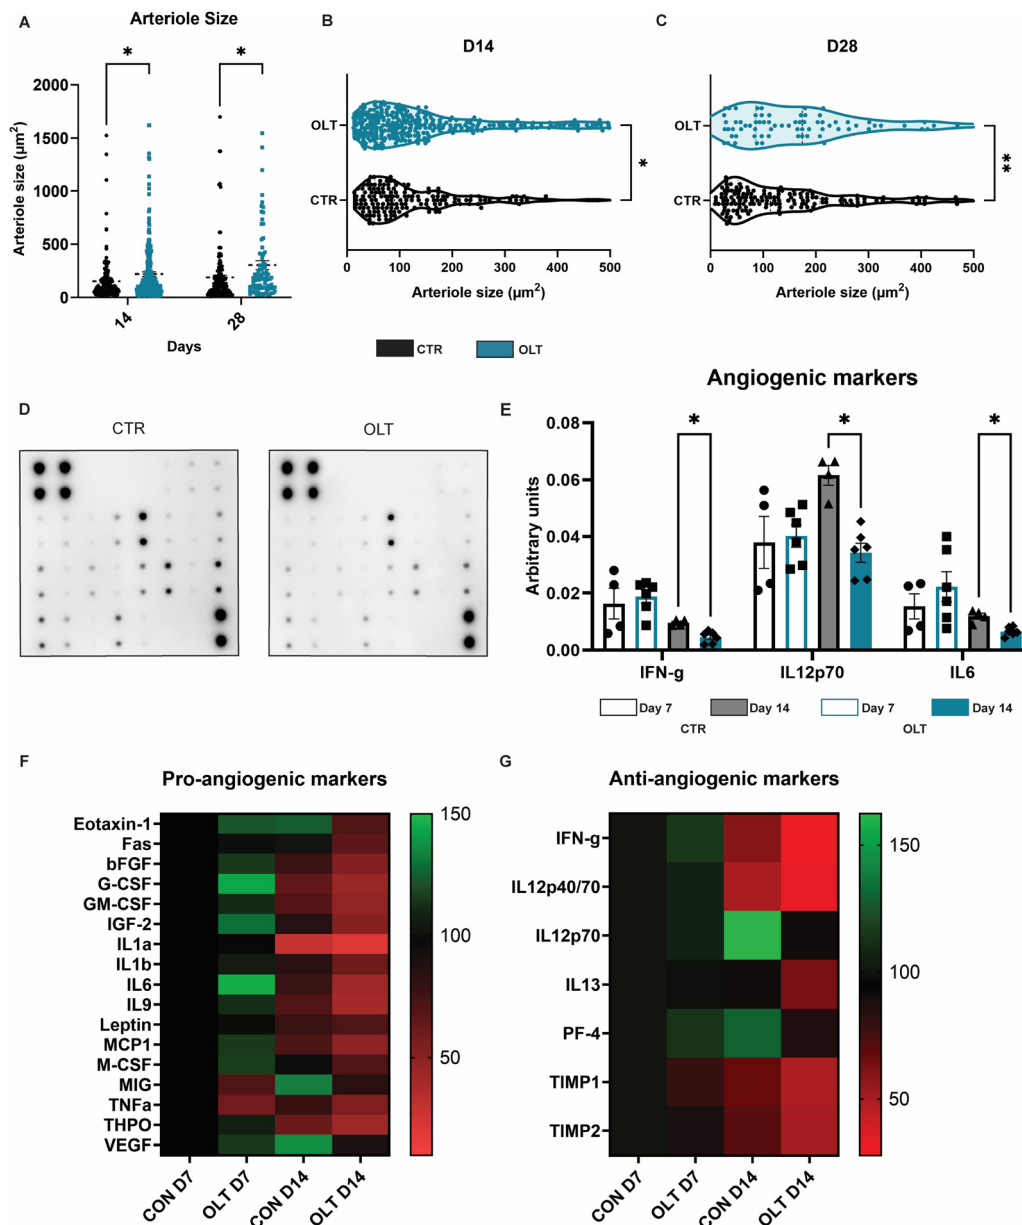 A
Arteriole Size
*
*
Arteriole size (µm²)
2000
1500
1000
500
0
14
28
Days
B
D14
OLT
CTR
*
0
100
200
300
400
500
Arteriole size (µm²)
C
D28
OLT
CTR
**
0
100
200
300
400
500
Arteriole size (µm²)
CTR
OLT
D
CTR
OLT
E
Angiogenic markers
*
*
*
Arbitrary units
0.08
0.06
0.04
0.02
0.00
IFN-g
IL12p70
IL6
Day 7
Day 14
Day 7
Day 14
CTR
OLT
F
Pro-angiogenic markers
Eotaxin-1
Fas
bFGF
G-CSF
GM-CSF
IGF-2
IL1a
IL1b
IL6
IL9
Leptin
MCP1
M-CSF
MIG
TNFa
THPO
VEGF
CON D7
OLT D7
CON D14
OLT D14
150
100
50
G
Anti-angiogenic markers
IFN-g
IL12p40/70
IL12p70
IL13
PF-4
TIMP1
TIMP2
CON D7
OLT D7
CON D14
OLT D14
150
100
50